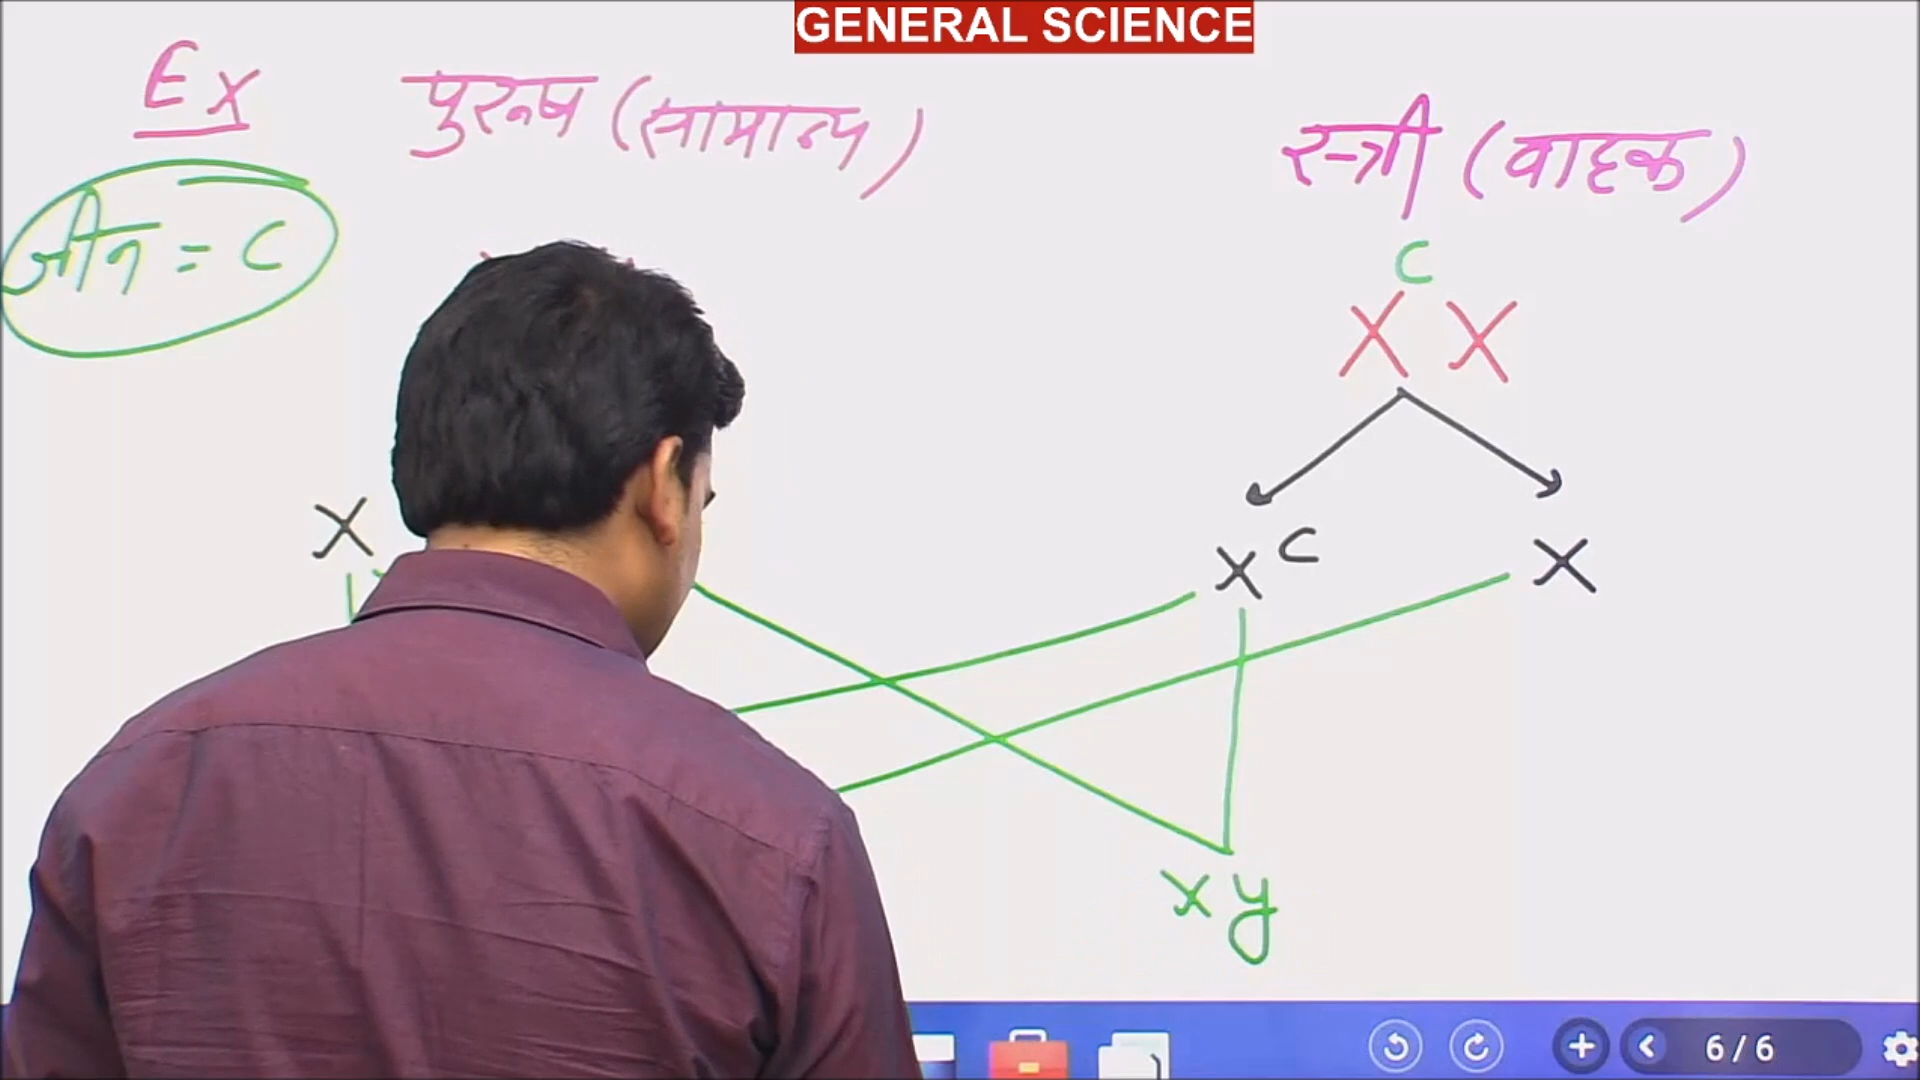 GENERAL SCIENCE
Ex पुरूष (सामान्य) स्त्री (वाहक)
जीन = C
C
X X
X X C X
X y
6 / 6